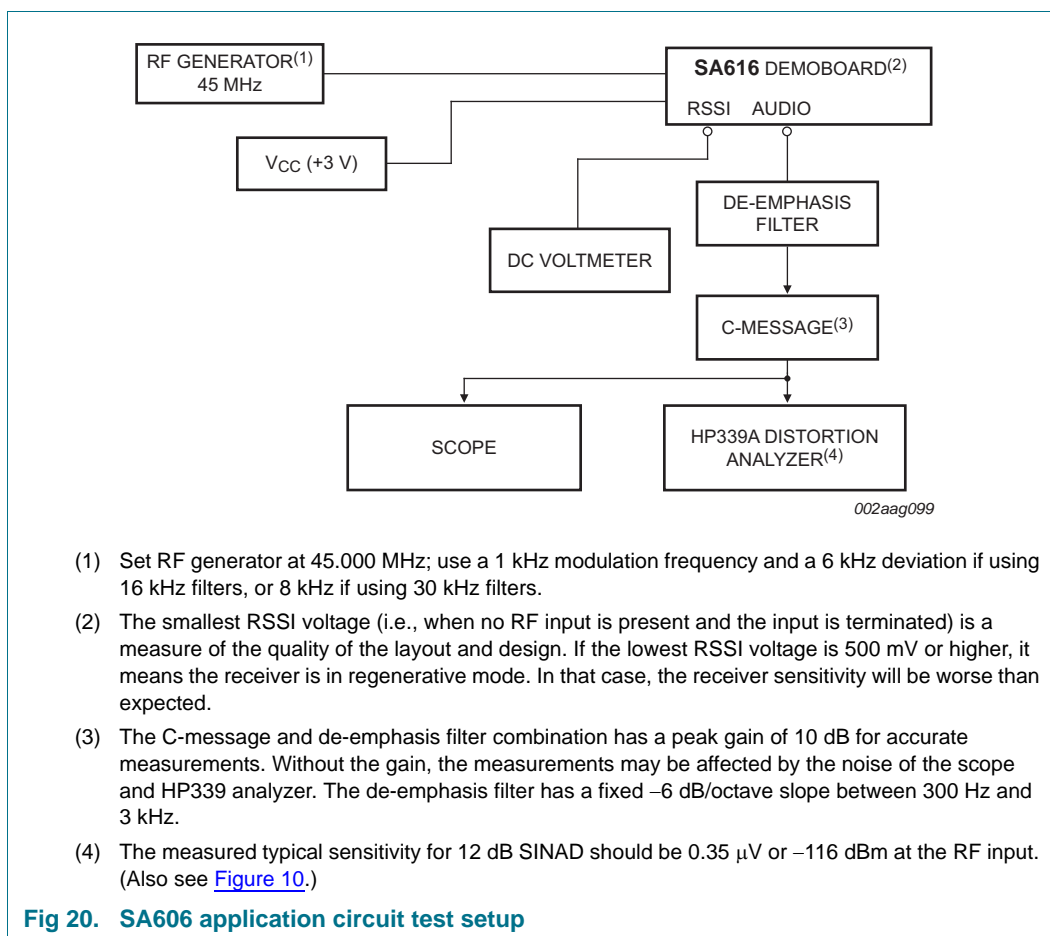 RF GENERATOR(1)
45 MHz
SA616 DEMOBOARD(2)
RSSI AUDIO
VCC (+3 V)
DE-EMPHASIS
FILTER
DC VOLTMETER
C-MESSAGE(3)
SCOPE
HP339A DISTORTION
ANALYZER(4)
002aag099
(1) Set RF generator at 45.000 MHz; use a 1 kHz modulation frequency and a 6 kHz deviation if using
16 kHz filters, or 8 kHz if using 30 kHz filters.
(2) The smallest RSSI voltage (i.e., when no RF input is present and the input is terminated) is a
measure of the quality of the layout and design. If the lowest RSSI voltage is 500 mV or higher, it
means the receiver is in regenerative mode. In that case, the receiver sensitivity will be worse than
expected.
(3) The C-message and de-emphasis filter combination has a peak gain of 10 dB for accurate
measurements. Without the gain, the measurements may be affected by the noise of the scope
and HP339 analyzer. The de-emphasis filter has a fixed −6 dB/octave slope between 300 Hz and
3 kHz.
(4) The measured typical sensitivity for 12 dB SINAD should be 0.35 μV or −116 dBm at the RF input.
(Also see Figure 10.)
Fig 20. SA606 application circuit test setup